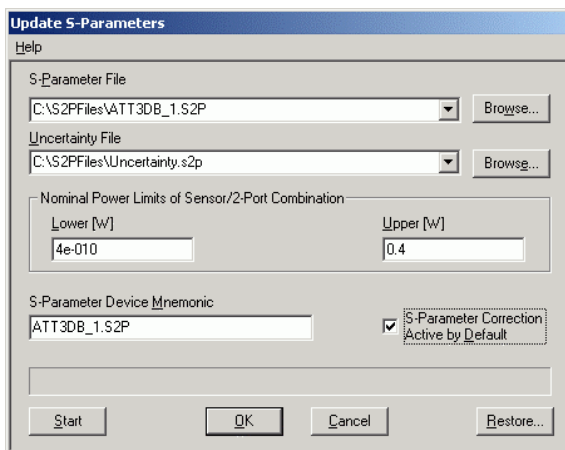 Update S-Parameters
Help
S-Parameter File
C:\S2PFiles\ATT3DB_1.S2P
Browse...
Uncertainty File
C:\S2PFiles\Uncertainty.s2p
Browse...
Nominal Power Limits of Sensor/2-Port Combination
Lower [W]
Upper [W]
4e-010
0.4
S-Parameter Device Mnemonic
ATT3DB_1.S2P
S-Parameter Correction
Active by Default
Start
OK
Cancel
Restore...